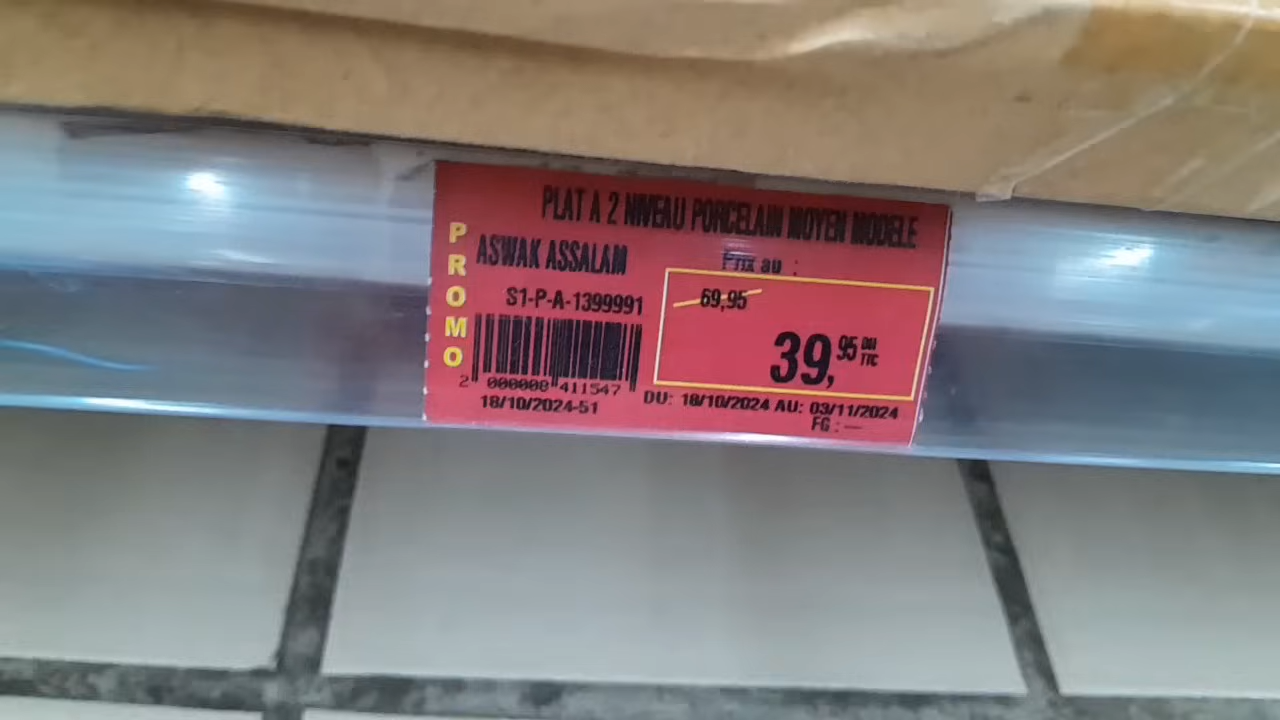 PLAT A 2 NIVEAU PORCELAIN MOYEN MODELE
ASWAK ASSALAM
Prix au :
PROMO
S1-P-A-1399991
69,95
39,95 DH TTC
2 000008 411547
18/10/2024-51
DU: 18/10/2024 AU: 03/11/2024
FG : ---